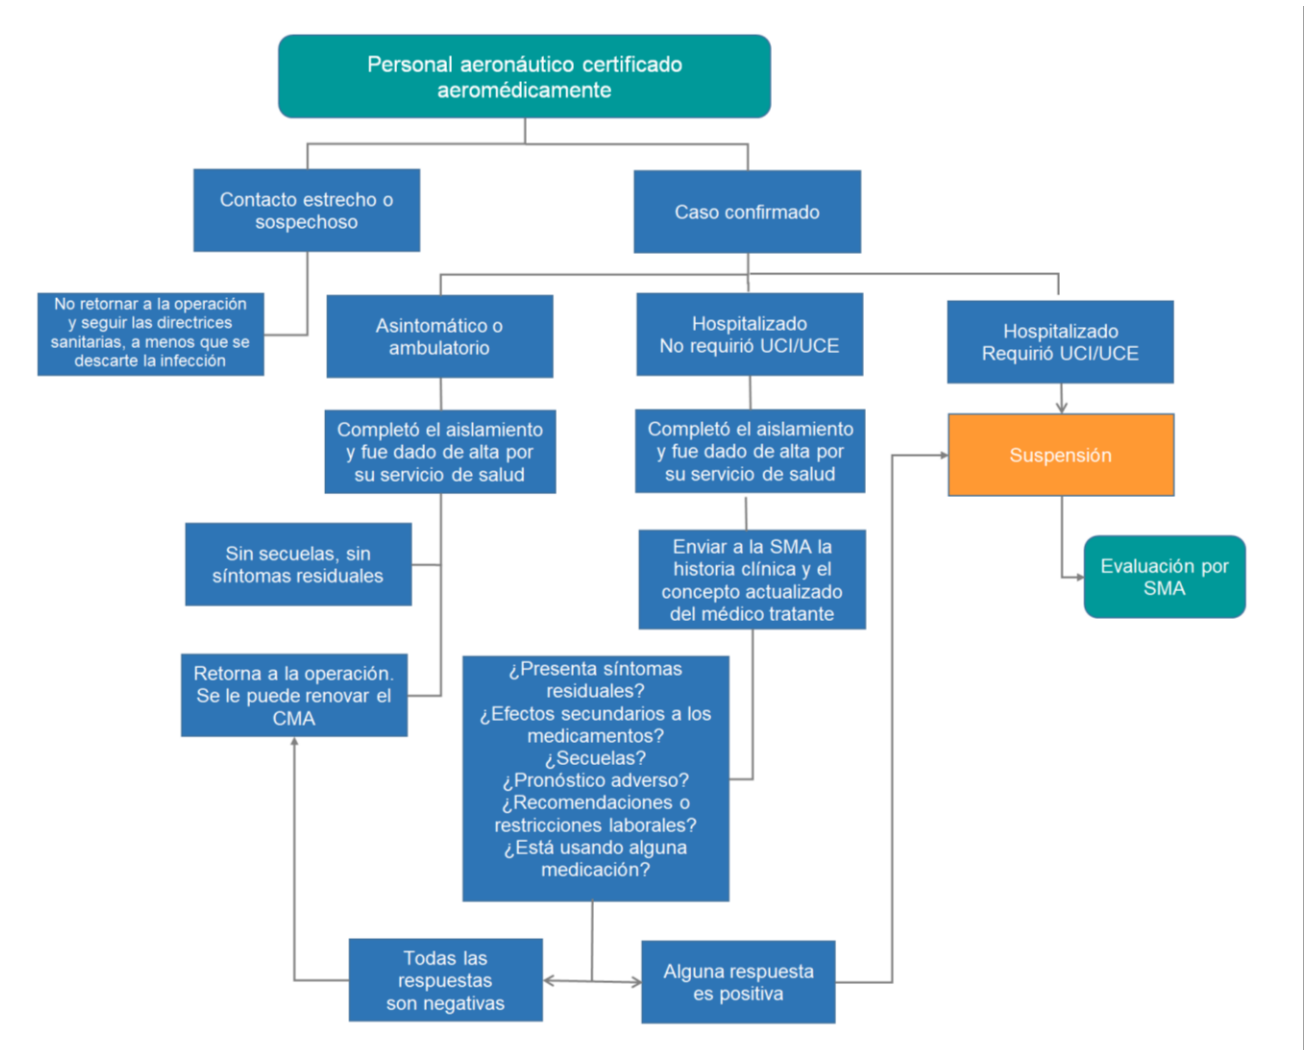 Personal aeronáutico certificado
aeromédicamente
Contacto estrecho o
sospechoso
Caso confirmado
No retornar a la operación
y seguir las directrices
sanitarias, a menos que se
descarte la infección
Asintomático o
ambulatorio
Hospitalizado
No requirió UCI/UCE
Hospitalizado
Requirió UCI/UCE
Completó el aislamiento
y fue dado de alta por
su servicio de salud
Completó el aislamiento
y fue dado de alta por
su servicio de salud
Suspensión
Sin secuelas, sin
síntomas residuales
Enviar a la SMA la
historia clínica y el
concepto actualizado
del médico tratante
Evaluación por
SMA
Retorna a la operación.
Se le puede renovar el
CMA
¿Presenta síntomas
residuales?
¿Efectos secundarios a los
medicamentos?
¿Secuelas?
¿Pronóstico adverso?
¿Recomendaciones o
restricciones laborales?
¿Está usando alguna
medicación?
Todas las
respuestas
son negativas
Alguna respuesta
es positiva